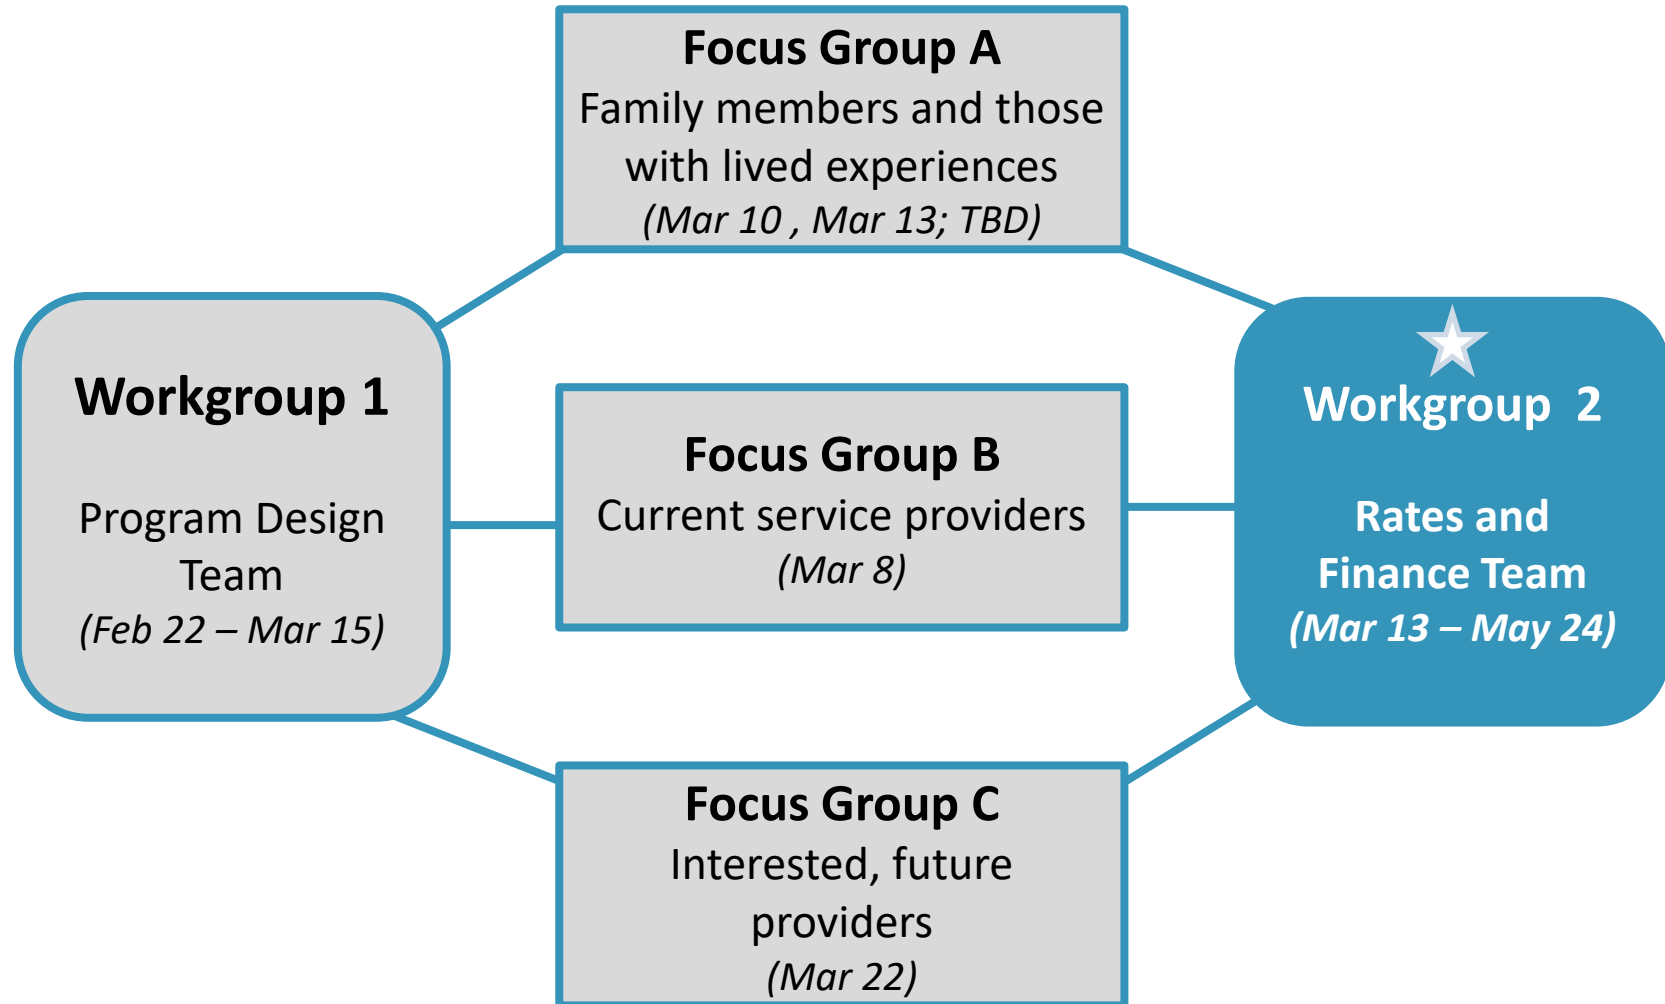 Focus Group A
Family members and those
with lived experiences
(Mar 10 , Mar 13; TBD)
Workgroup 1
Program Design
Team
(Feb 22 – Mar 15)
Focus Group B
Current service providers
(Mar 8)
Workgroup 2
Rates and
Finance Team
(Mar 13 – May 24)
Focus Group C
Interested, future
providers
(Mar 22)